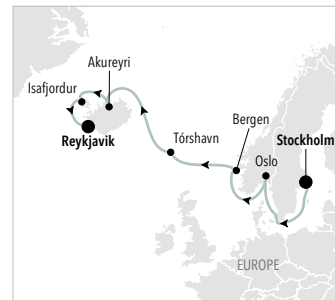 Akureyri
Isafjordur
Reykjavik
Tórshavn
Bergen
Oslo
Stockholm
EUROPE